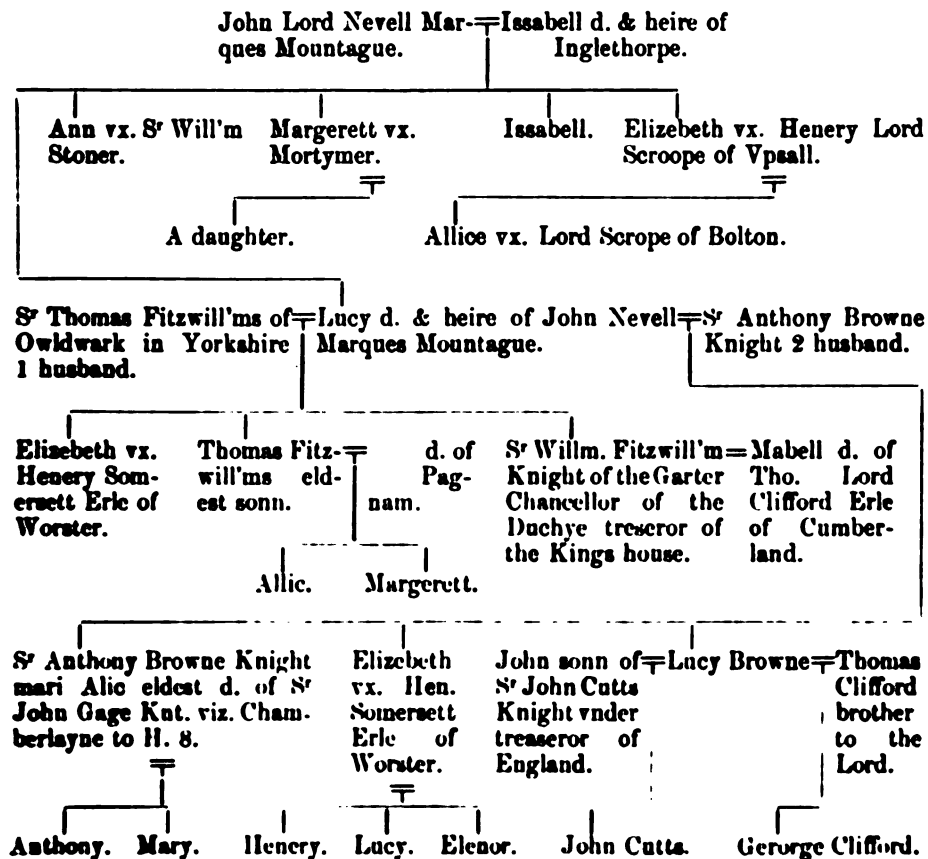 John Lord Nevell Mar-
ques Mountague.
Issabell d. & heire of
Inglethorpe.
Ann vx. Sʳ Will'm
Stoner.
Margerett vx.
Mortymer.
Issabell.
Elizebeth vx. Henery Lord
Scroope of Vpsall.
A daughter.
Allice vx. Lord Scrope of Bolton.
Sʳ Thomas Fitzwill'ms of
Owldwark in Yorkshire
1 husband.
Lucy d. & heire of John Nevell
Marques Mountague.
Sʳ Anthony Browne
Knight 2 husband.
Elisebeth vx.
Henery Som-
ersett Erle of
Worster.
Thomas Fitz-
will'ms eld-
est sonn.
d. of
Pag-
nam.
Sʳ Willm. Fitzwill'm
Knight of the Garter
Chancellor of the
Duchye treseror of
the Kings house.
Mabell d. of
Tho. Lord
Clifford Erle
of Cumber-
land.
Allic.
Margerett.
Sʳ Anthony Browne Knight
mari Alic eldest d. of Sʳ
John Gage Knt. viz. Cham-
berlayne to H. 8.
Elizebeth
vx. Hen.
Somersett
Erle of
Worster.
John sonn of
Sʳ John Cutts
Knight vnder
treaseror of
England.
Lucy Browne
Thomas
Clifford
brother
to the
Lord.
Anthony.
Mary.
Henery.
Lucy.
Elenor.
John Cutts.
Gerorge Clifford.